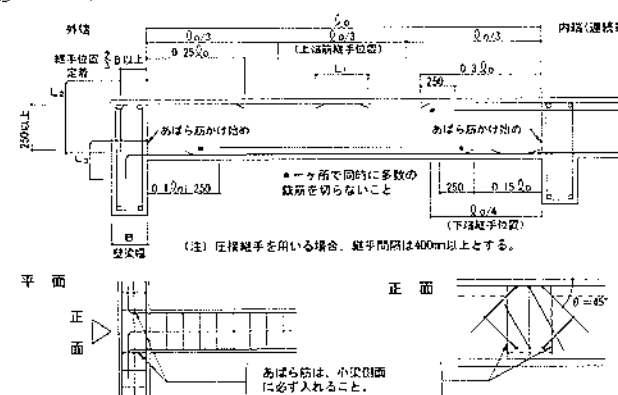 外端
ℓo
内端(連続
ℓo/3
ℓo/3
ℓo/3
継手位置 2/3 B以上
定着
0.25ℓo
(上端筋継手位置)
L1
0.3ℓo
250
L2
250以上
L3
あばら筋かけ始め
あばら筋かけ始め
250
●一ヶ所で同時に多数の
鉄筋を切らないこと
250
0.15ℓo
ℓo/4
(下端継手位置)
B
(注) 圧接継手を用いる場合、継手間隔は400mm以上とする。
平面
正面
正
面
θ=45°
あばら筋は、小梁側面
に必ず入れること。